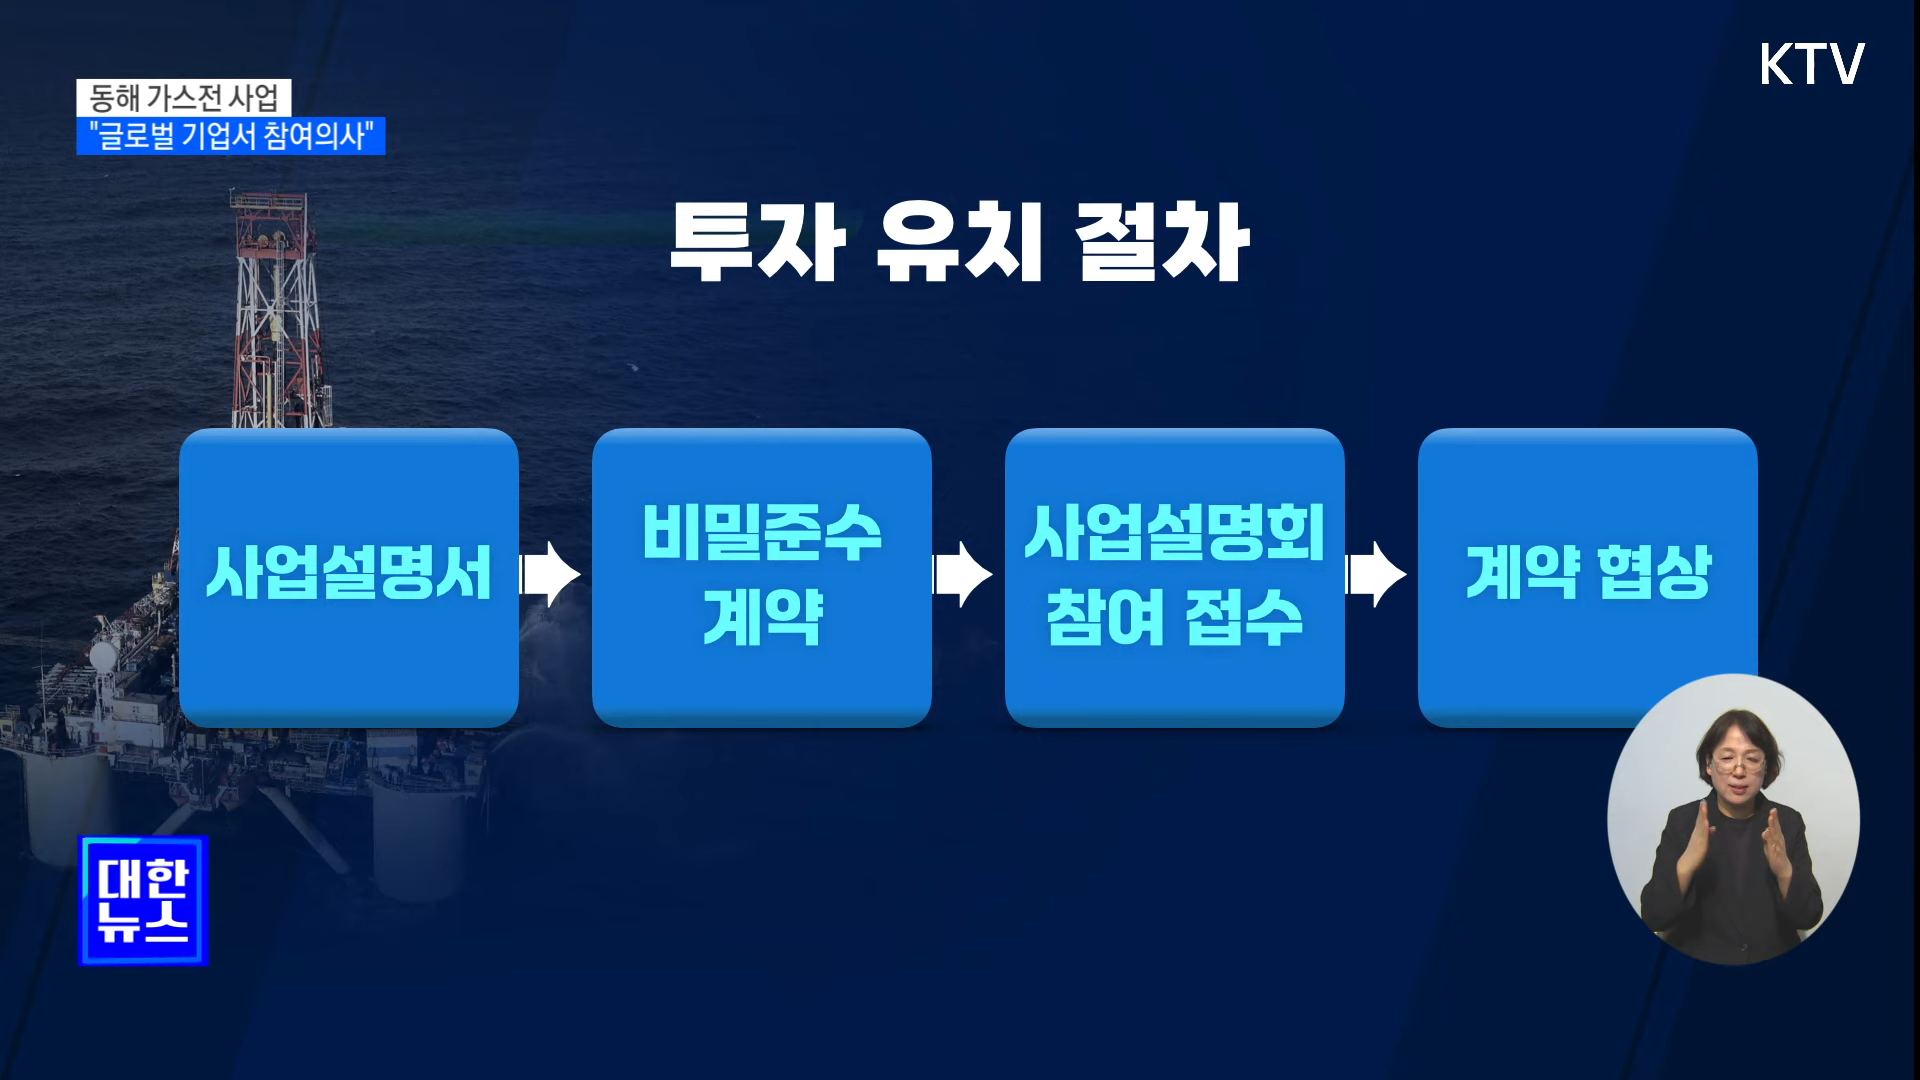 KTV
동해 가스전 사업
"글로벌 기업서 참여의사"
투자 유치 절차
사업설명서
비밀준수
계약
사업설명회
참여 접수
계약 협상
대한
뉴스